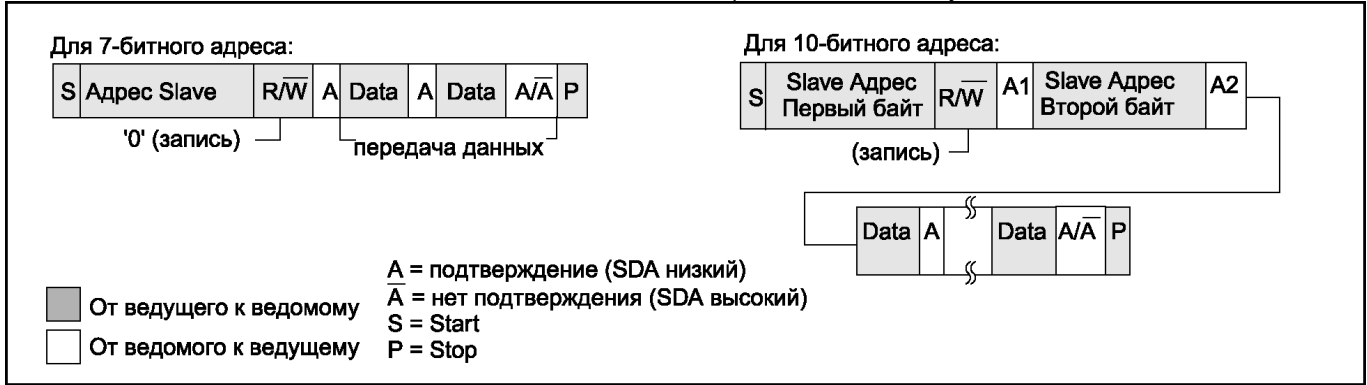 Для 7-битного адреса:
S Адрес Slave R/W̅ A Data A Data A/A̅ P
'0' (запись)
передача данных
Для 10-битного адреса:
S Slave Адрес Первый байт R/W̅ A1 Slave Адрес Второй байт A2
(запись)
Data A Data A/A̅ P
От ведущего к ведомому
От ведомого к ведущему
A = подтверждение (SDA низкий)
A̅ = нет подтверждения (SDA высокий)
S = Start
P = Stop